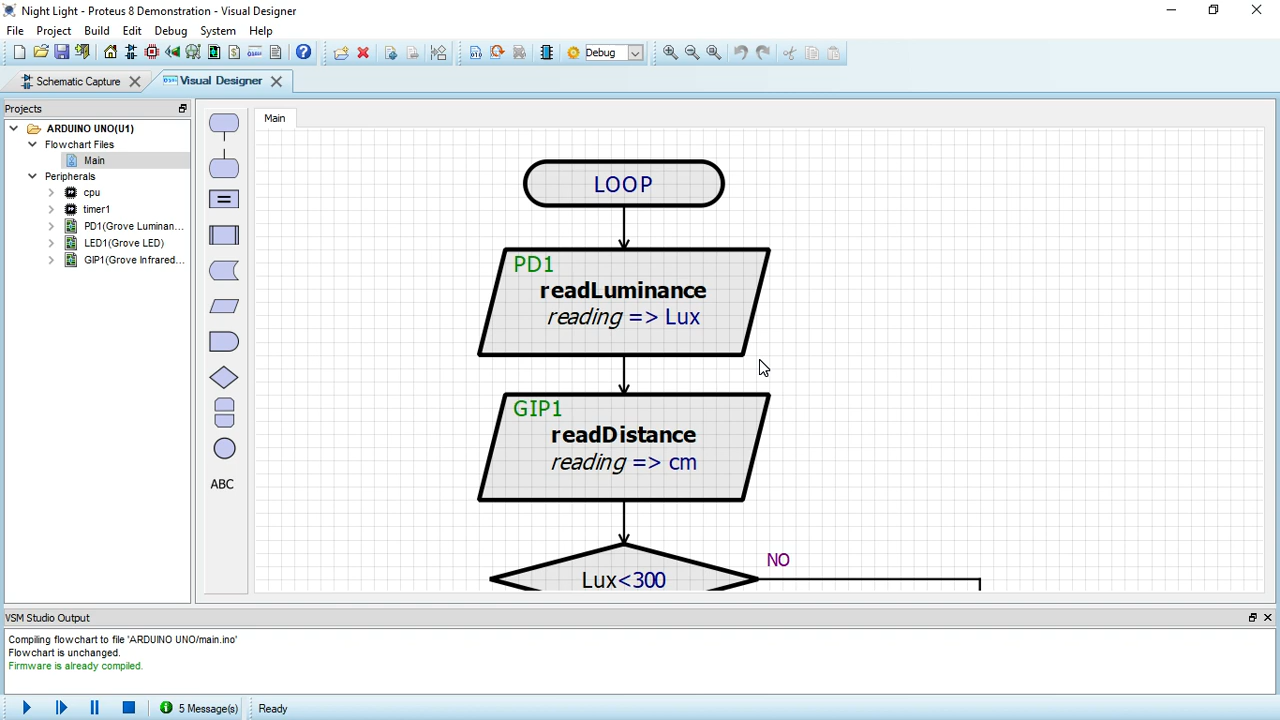 Night Light - Proteus 8 Demonstration - Visual Designer
File Project Build Edit Debug System Help
Debug
Schematic Capture
Visual Designer
Projects
ARDUINO UNO(U1)
Flowchart Files
Main
Peripherals
cpu
timer1
PD1(Grove Luminan...
LED1(Grove LED)
GIP1(Grove Infrared...
ABC
Main
LOOP
PD1
readLuminance
reading => Lux
GIP1
readDistance
reading => cm
NO
Lux<300
VSM Studio Output
Compiling flowchart to file 'ARDUINO UNO/main.ino'
Flowchart is unchanged.
Firmware is already compiled.
5 Message(s)
Ready